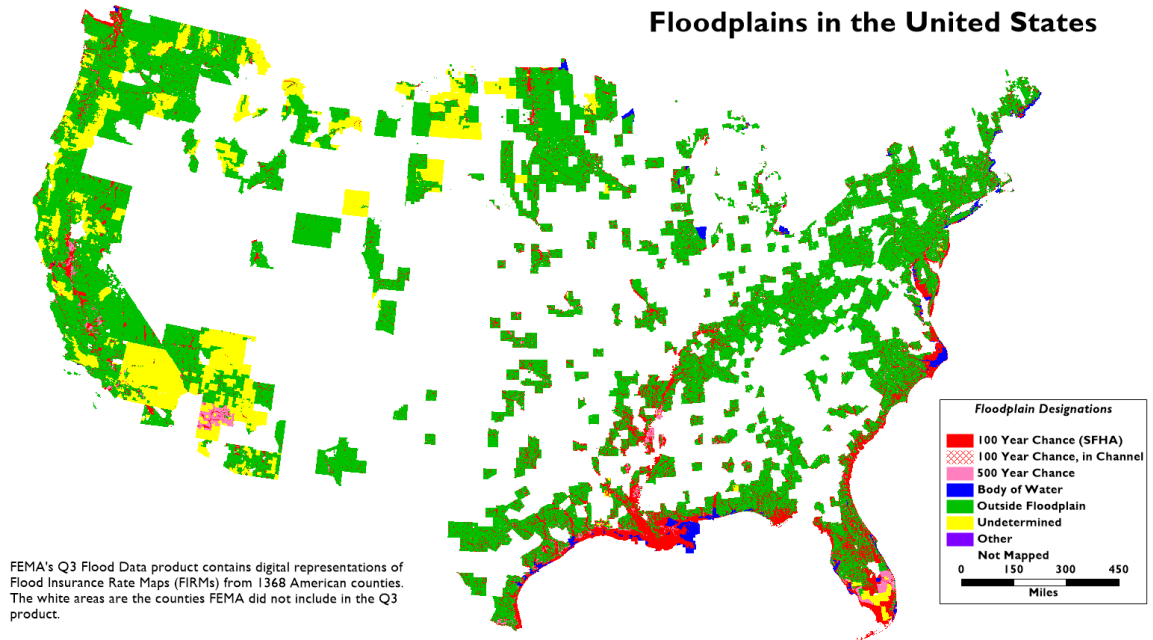 Floodplains in the United States
Floodplain Designations
100 Year Chance (SFHA)
100 Year Chance, in Channel
500 Year Chance
Body of Water
Outside Floodplain
Undetermined
Other
Not Mapped
0 150 300 450
Miles
FEMA's Q3 Flood Data product contains digital representations of
Flood Insurance Rate Maps (FIRMs) from 1368 American counties.
The white areas are the counties FEMA did not include in the Q3
product.